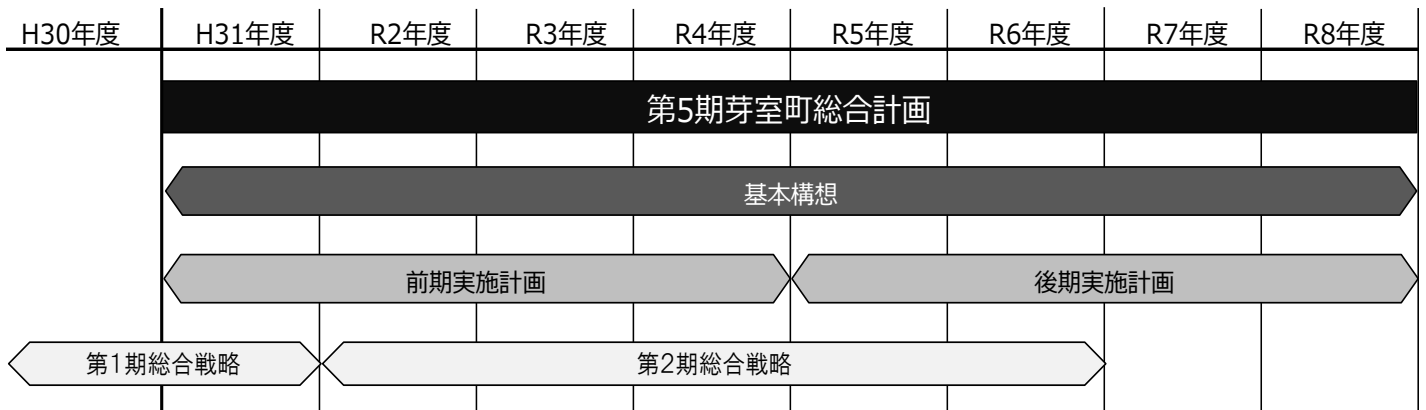 H30年度 H31年度 R2年度 R3年度 R4年度 R5年度 R6年度 R7年度 R8年度
第5期芽室町総合計画
基本構想
前期実施計画 後期実施計画
第1期総合戦略 第2期総合戦略